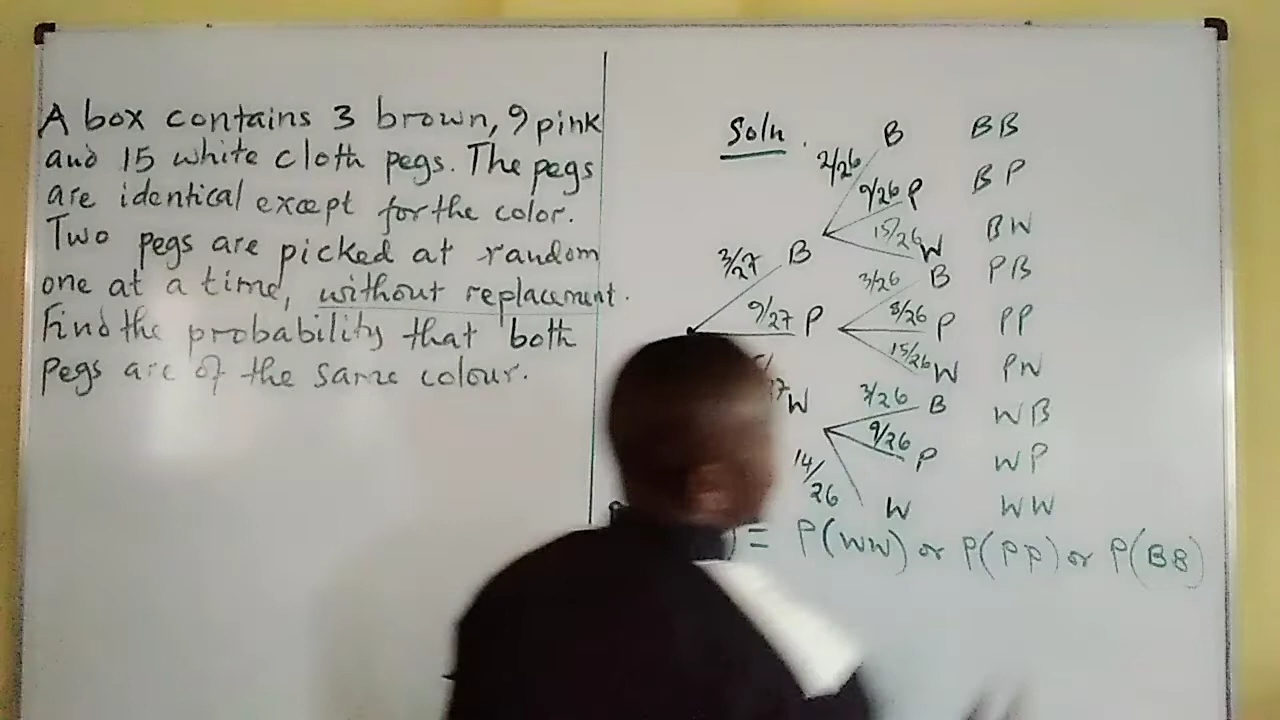 A box contains 3 brown, 9 pink
and 15 white cloth pegs. The pegs
are identical except for the color.
Two pegs are picked at random
one at a time, without replacement.
Find the probability that both
pegs are of the same colour.
Soln.
B BB
2/26
9/26 P BP
15/26 W BW
3/27 B
3/26 B PB
9/27 P
8/26 P PP
15/26 W PW
W
3/26 B WB
9/26 P WP
14/26 W WW
) = P(WW) or P(PP) or P(BB)